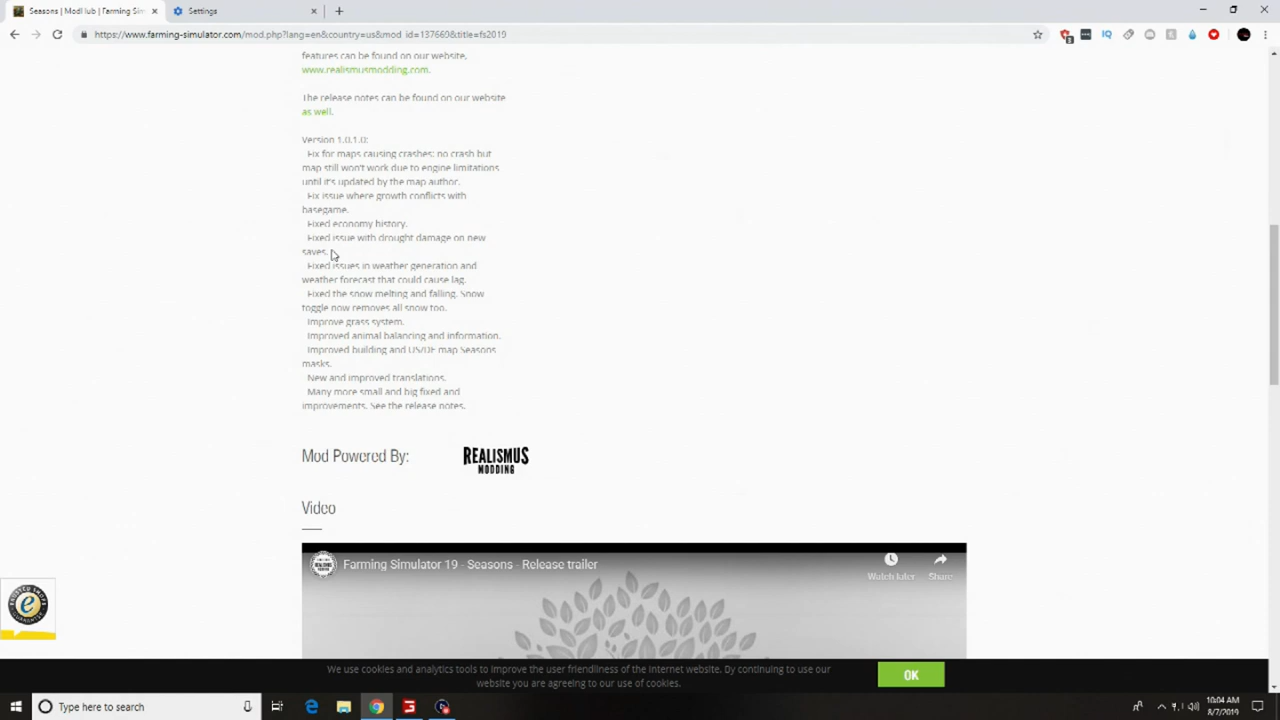 Seasons | ModHub | Farming Sim
Settings
https://www.farming-simulator.com/mod.php?lang=en&country=us&mod_id=137669&title=fs2019
features can be found on our website,
www.realismusmodding.com.
The release notes can be found on our website
as well.
Version 1.0.1.0:
Fix for maps causing crashes; no crash but
map still won't work due to engine limitations
until it's updated by the map author.
Fix issue where growth conflicts with
basegame.
Fixed economy history.
Fixed issue with drought damage on new
saves.
Fixed issues in weather generation and
weather forecast that could cause lag.
Fixed the snow melting and falling. Snow
toggle now removes all snow too.
Improve grass system.
Improved animal balancing and information.
Improved building and US/DE map Seasons
masks.
New and improved translations.
Many more small and big fixed and
improvements. See the release notes.
Mod Powered By:
REALISMUS
MODDING
Video
Farming Simulator 19 - Seasons - Release trailer
Watch later
Share
We use cookies and analytics tools to improve the user friendliness of the Internet website. By continuing to use our
website you are agreeing to our use of cookies.
OK
Type here to search
10:04 AM
8/7/2019